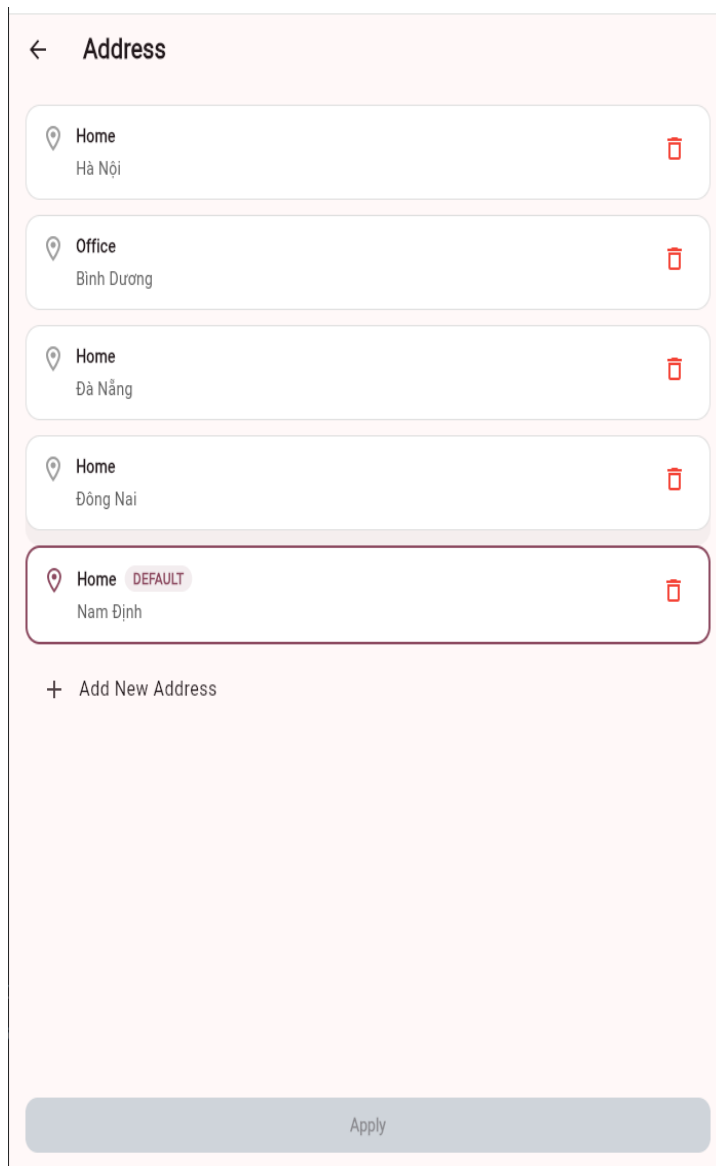 Address
Home
Hà Nội
Office
Bình Dương
Home
Đà Nẵng
Home
Đông Nai
Home DEFAULT
Nam Định
Add New Address
Apply